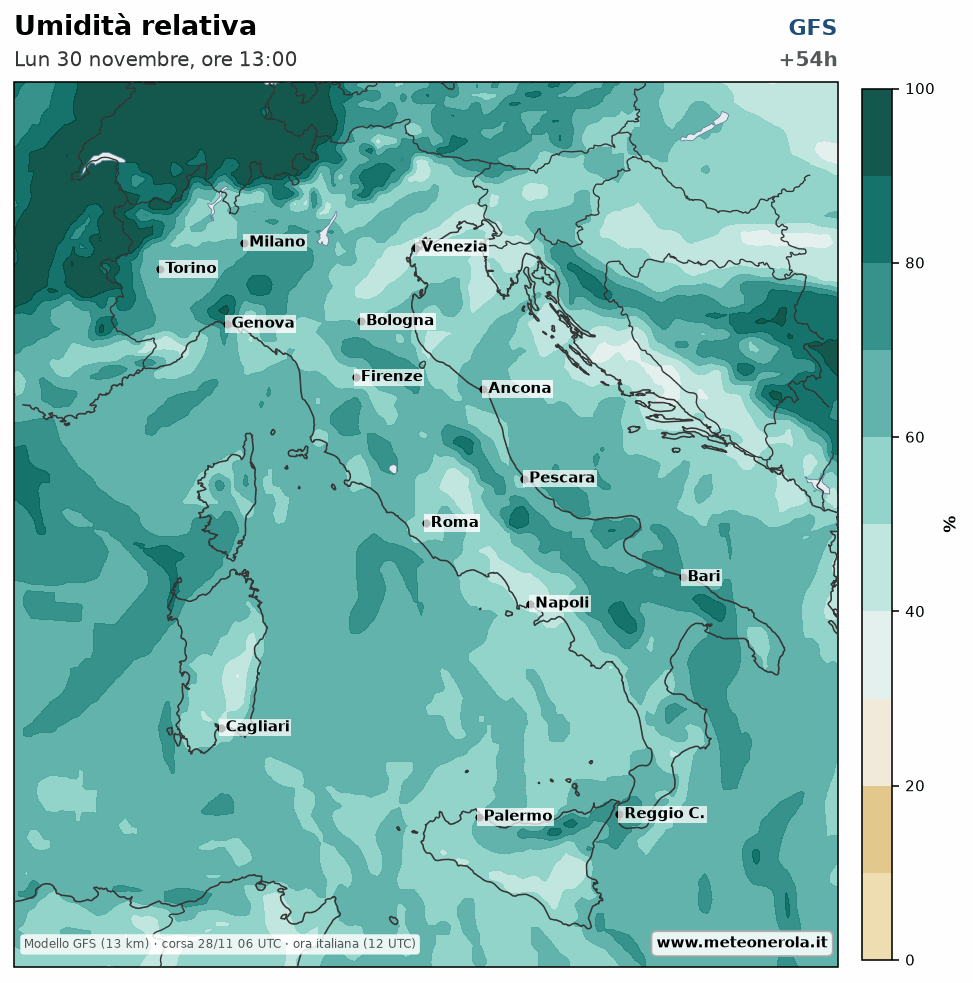 Umidità relativa
GFS
Lun 30 novembre, ore 13:00
+54h
100
80
60
40
20
0
%
Milano
Venezia
Torino
Genova
Bologna
Firenze
Ancona
Pescara
Roma
Bari
Napoli
Cagliari
Palermo
Reggio C.
Modello GFS (13 km) · corsa 28/11 06 UTC · ora italiana (12 UTC)
www.meteonerola.it